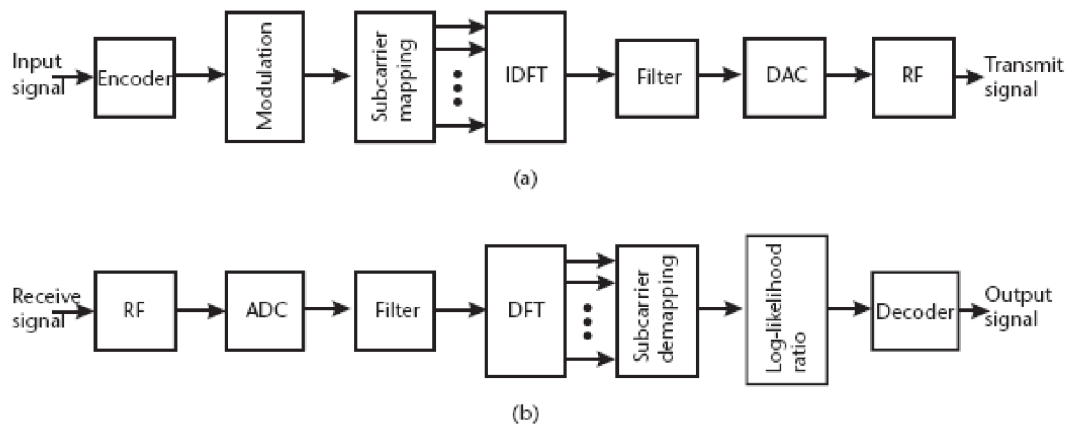 Input
signal
Encoder
Modulation
Subcarrier
mapping
IDFT
Filter
DAC
RF
Transmit
signal
(a)
Receive
signal
RF
ADC
Filter
DFT
Subcarrier
demapping
Log-likelihood
ratio
Decoder
Output
signal
(b)